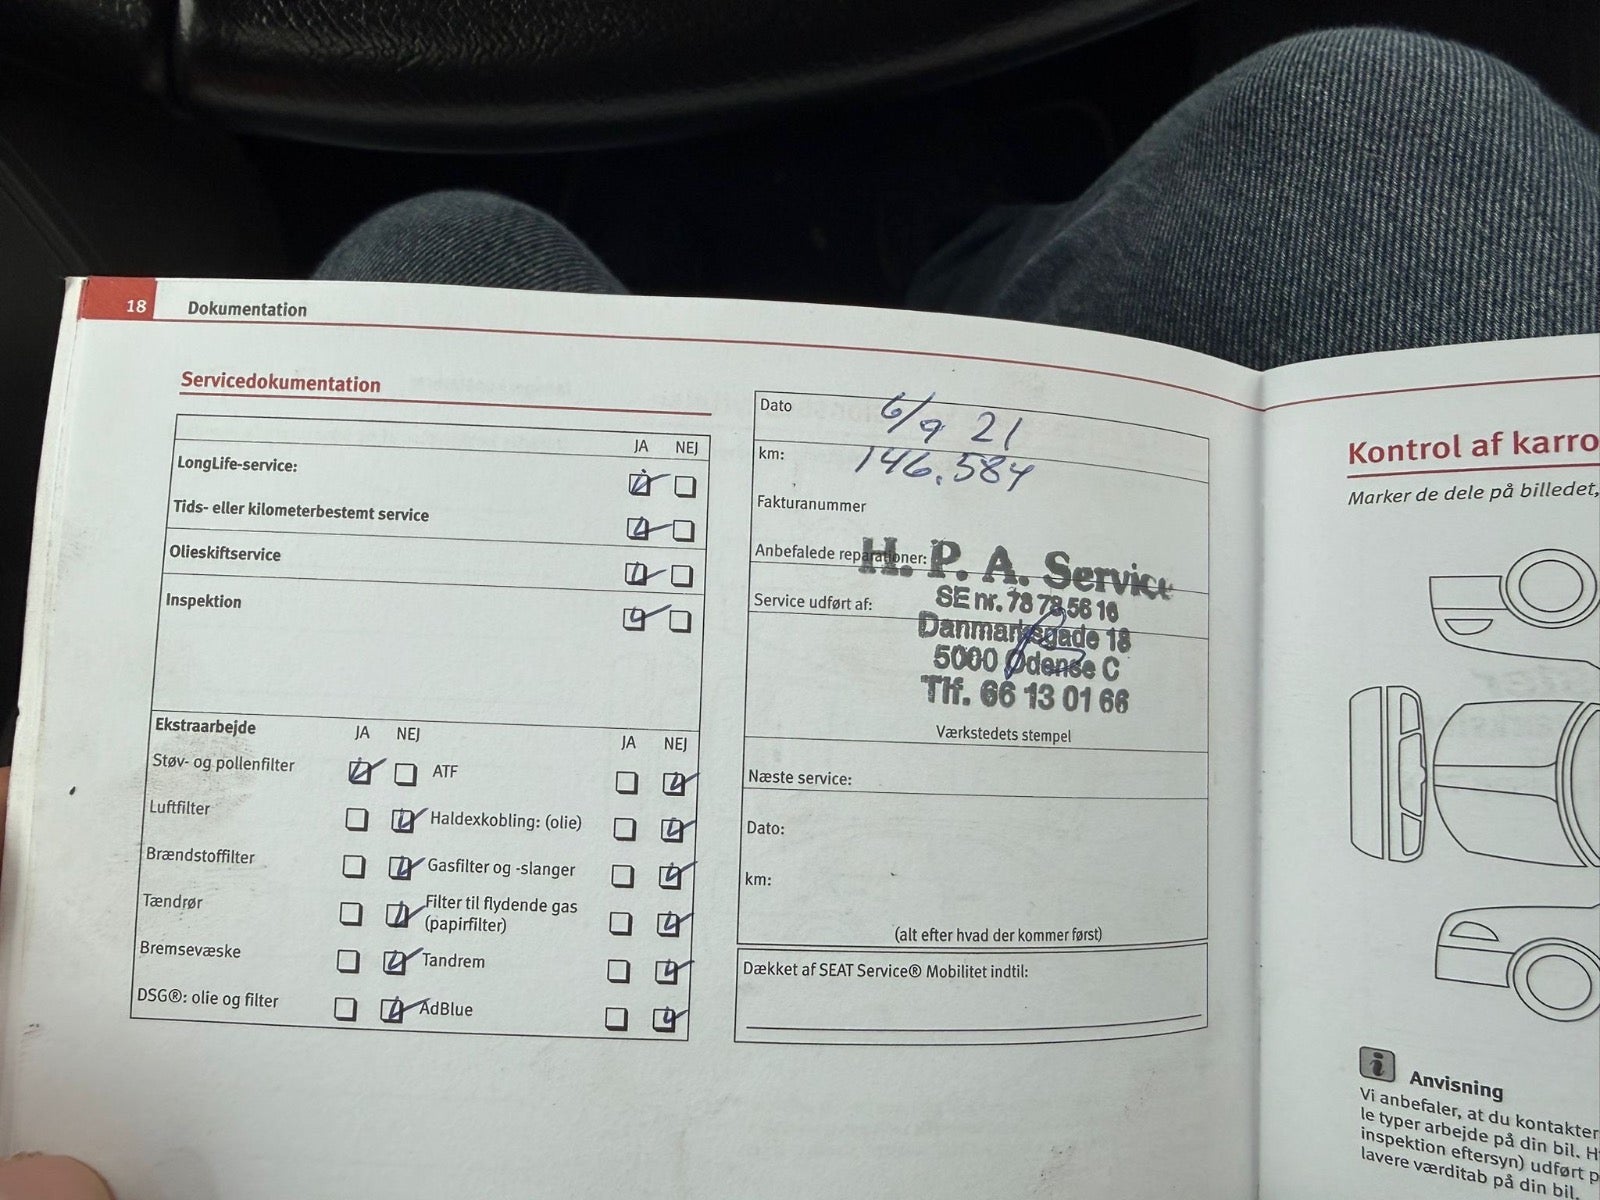 18 Dokumentation
Servicedokumentation
JA NEJ
LongLife-service:
Tids- eller kilometerbestemt service
Olieskiftservice
Inspektion
Ekstraarbejde JA NEJ JA NEJ
Støv- og pollenfilter ATF
Luftfilter Haldexkobling: (olie)
Brændstoffilter Gasfilter og -slanger
Tændrør Filter til flydende gas
(papirfilter)
Bremsevæske Tandrem
DSG®: olie og filter AdBlue
Dato 6/9 21
km: 146.584
Fakturanummer
Anbefalede reparationer:
H. P. A. Service
Service udført af:
SE nr. 78 78 56 16
Danmarksgade 18
5000 Odense C
Tlf. 66 13 01 66
Værkstedets stempel
Næste service:
Dato:
km:
(alt efter hvad der kommer først)
Dækket af SEAT Service® Mobilitet indtil:
Kontrol af karro
Marker de dele på billedet,
Anvisning
Vi anbefaler, at du kontakter
le typer arbejde på din bil. H
inspektion eftersyn) udført p
lavere værditab på din bil.